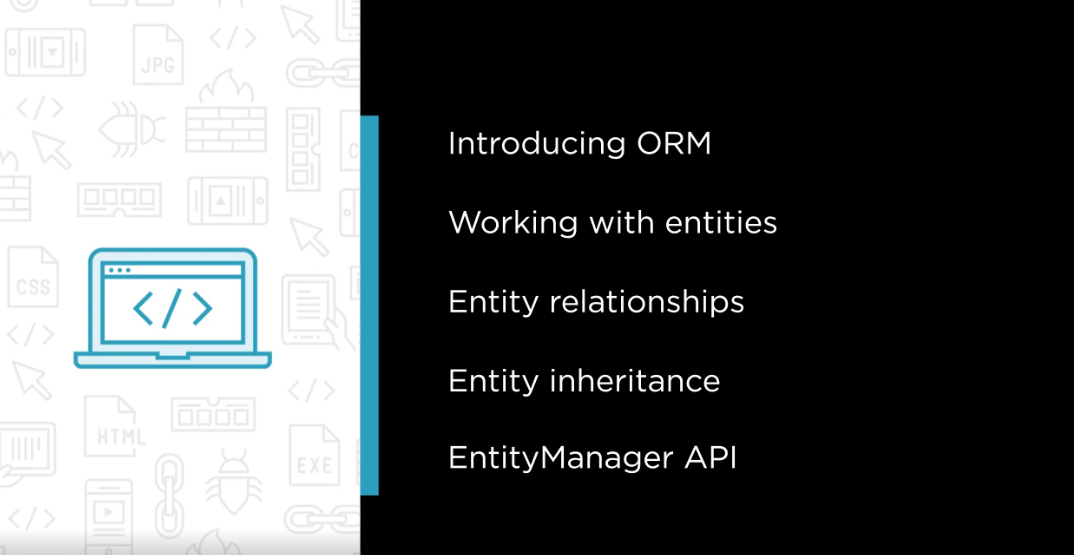 JPG
</>
</>
CSS
</>
</>
</>
HTML
EXE
</>
Introducing ORM
Working with entities
Entity relationships
Entity inheritance
EntityManager API